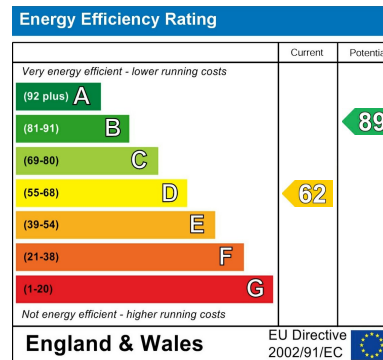 Energy Efficiency Rating
Current Potentia
Very energy efficient - lower running costs
(92 plus) A
(81-91) B
89
(69-80) C
(55-68) D
62
(39-54) E
(21-38) F
(1-20) G
Not energy efficient - higher running costs
England & Wales
EU Directive
2002/91/EC